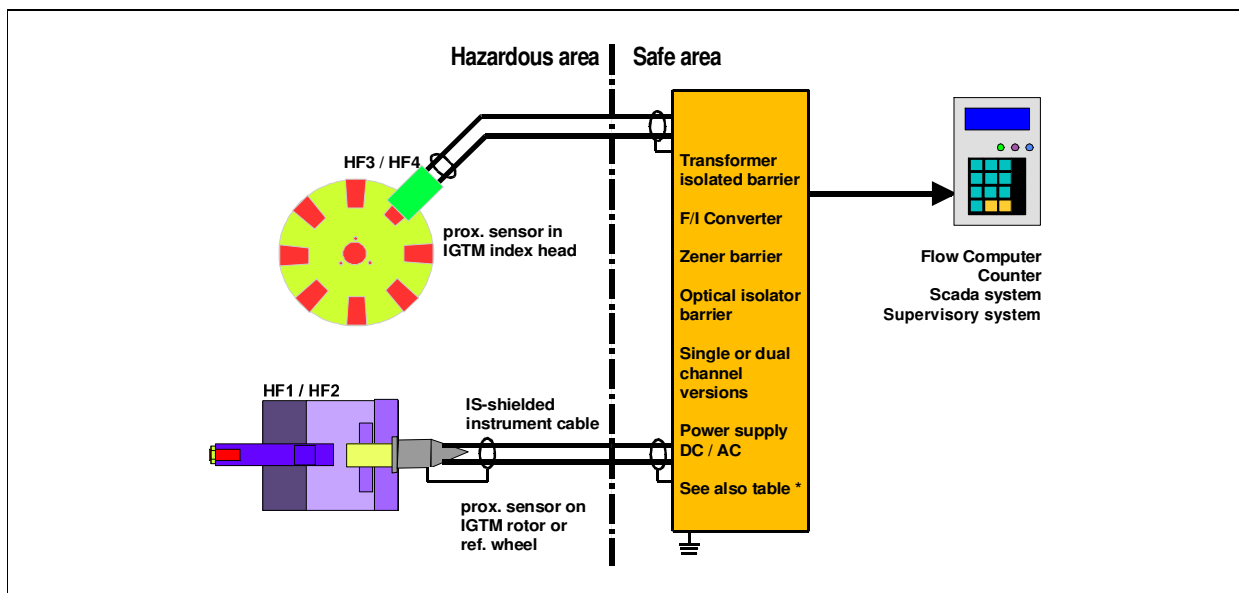 Hazardous area
Safe area
HF3 / HF4
prox. sensor in
IGTM index head
Transformer
isolated barrier
F/I Converter
Zener barrier
Optical isolator
barrier
Single or dual
channel
versions
Power supply
DC / AC
See also table *
Flow Computer
Counter
Scada system
Supervisory system
HF1 / HF2
IS-shielded
instrument cable
prox. sensor on
IGTM rotor or
ref. wheel